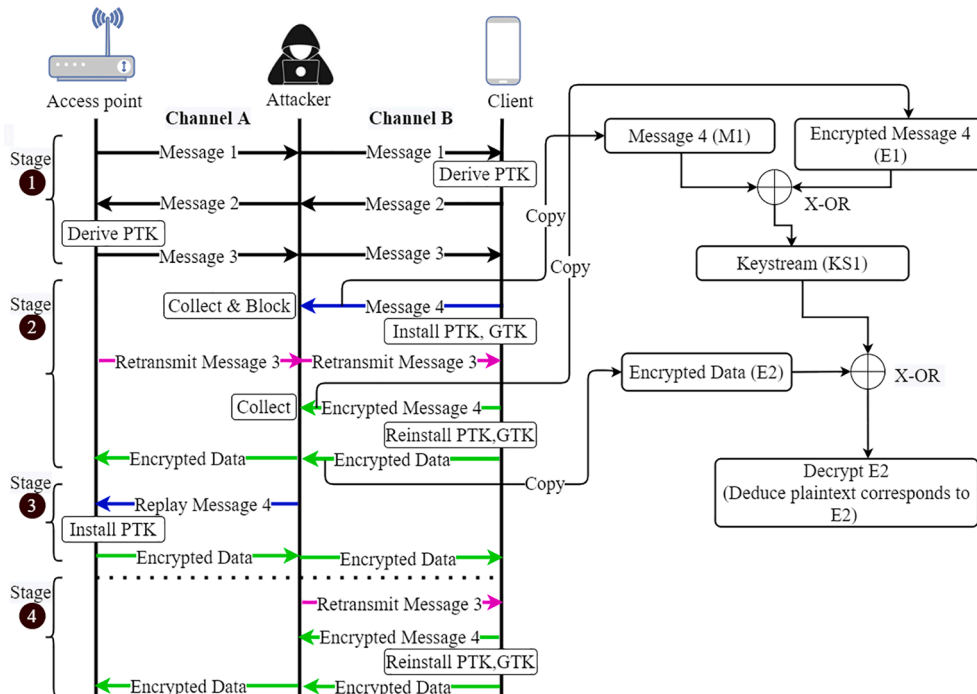 Access point
Attacker
Client
Channel A
Channel B
Stage
1
Message 1
Message 1
Derive PTK
Message 2
Message 2
Derive PTK
Message 3
Message 3
Stage
2
Collect & Block
Message 4
Install PTK, GTK
Retransmit Message 3
Retransmit Message 3
Collect
Encrypted Message 4
Reinstall PTK,GTK
Encrypted Data
Encrypted Data
Stage
3
Replay Message 4
Install PTK
Encrypted Data
Encrypted Data
Stage
4
Retransmit Message 3
Encrypted Message 4
Reinstall PTK,GTK
Encrypted Data
Encrypted Data
Copy
Copy
Copy
Message 4 (M1)
Encrypted Message 4
(E1)
X-OR
Keystream (KS1)
Encrypted Data (E2)
X-OR
Decrypt E2
(Deduce plaintext corresponds to
E2)